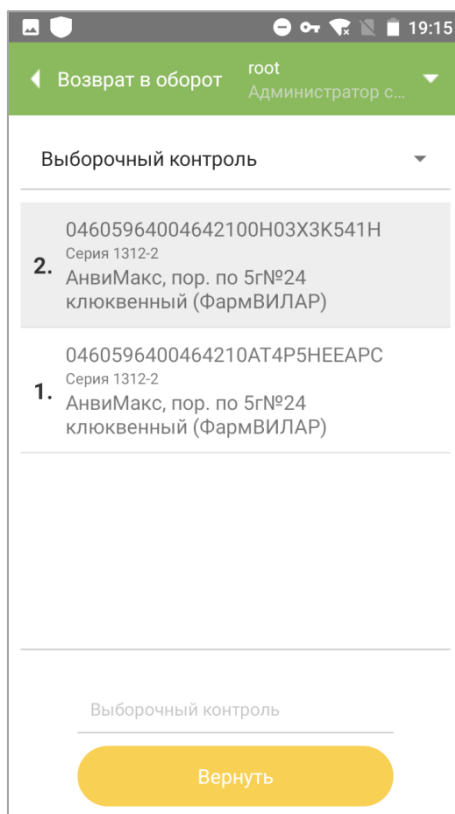 19:15
Возврат в оборот
root
Администратор с...
Выборочный контроль
2.
04605964004642100H03X3K541H
Серия 1312-2
АнвиМакс, пор. по 5г№24
клюквенный (ФармВИЛАР)
1.
0460596400464210AT4P5HEEAPC
Серия 1312-2
АнвиМакс, пор. по 5г№24
клюквенный (ФармВИЛАР)
Выборочный контроль
Вернуть